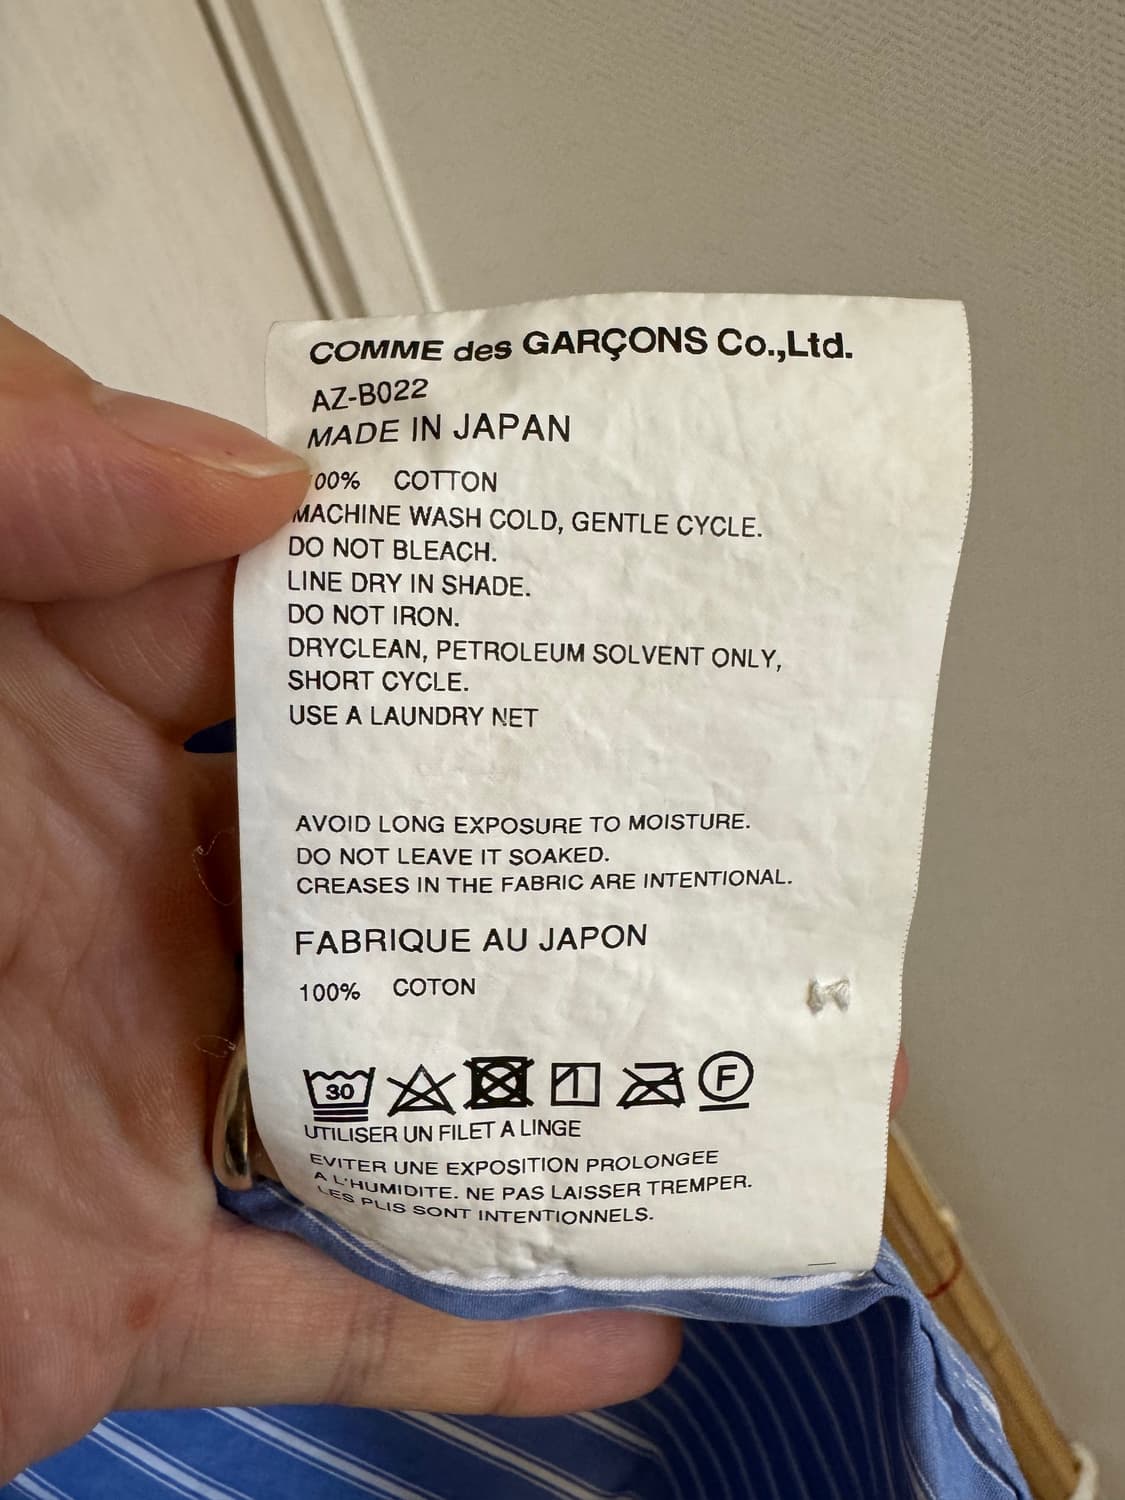 COMME des GARÇONS Co.,Ltd.
AZ-B022
MADE IN JAPAN
00% COTTON
MACHINE WASH COLD, GENTLE CYCLE.
DO NOT BLEACH.
LINE DRY IN SHADE.
DO NOT IRON.
DRYCLEAN, PETROLEUM SOLVENT ONLY,
SHORT CYCLE.
USE A LAUNDRY NET
AVOID LONG EXPOSURE TO MOISTURE.
DO NOT LEAVE IT SOAKED.
CREASES IN THE FABRIC ARE INTENTIONAL.
FABRIQUE AU JAPON
100% COTON
30 F
UTILISER UN FILET A LINGE
EVITER UNE EXPOSITION PROLONGEE
A L'HUMIDITE. NE PAS LAISSER TREMPER.
LES PLIS SONT INTENTIONNELS.